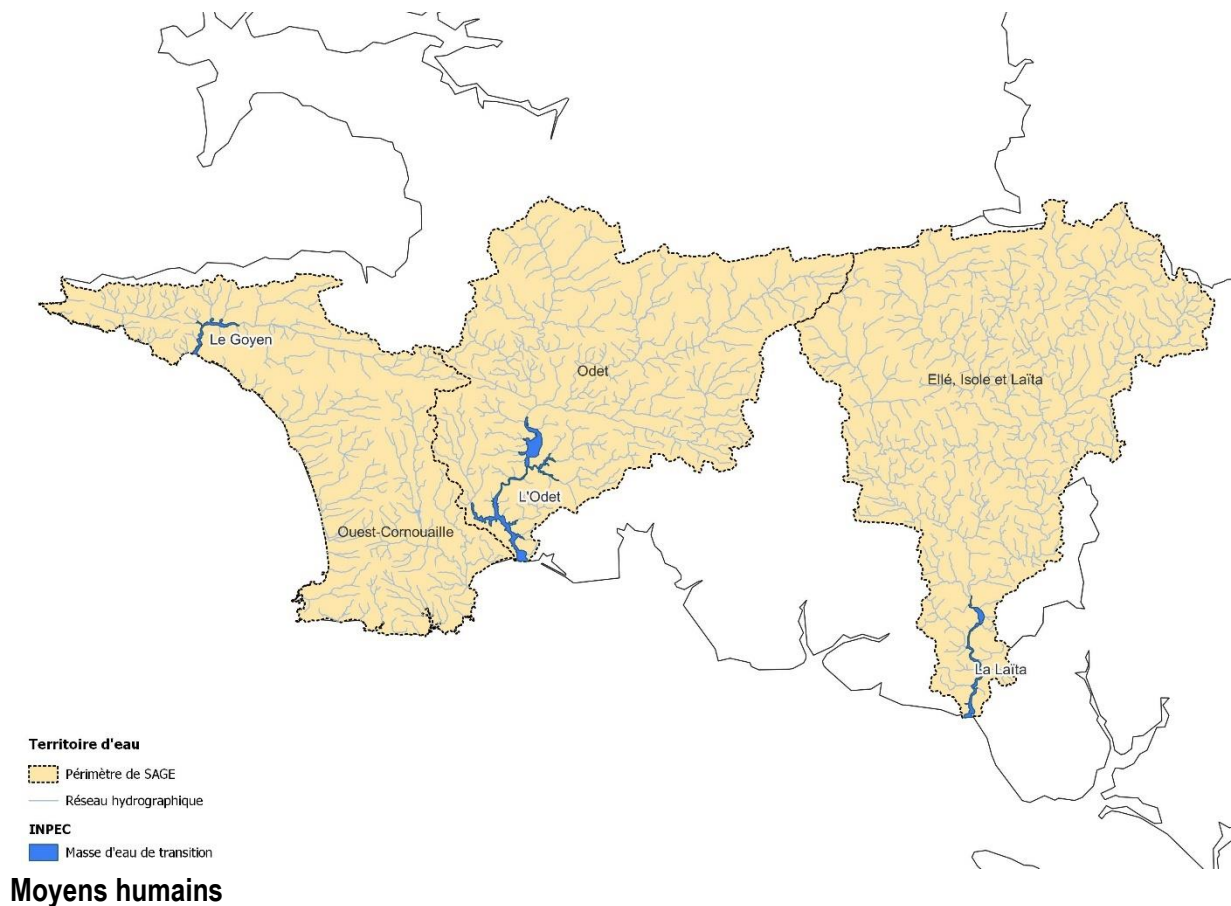 Le Goyen
Odet
Ellé, Isole et Laïta
L'Odet
Ouest-Cornouaille
La Laïta
Territoire d'eau
Périmètre de SAGE
Réseau hydrographique
INPEC
Masse d'eau de transition
Moyens humains